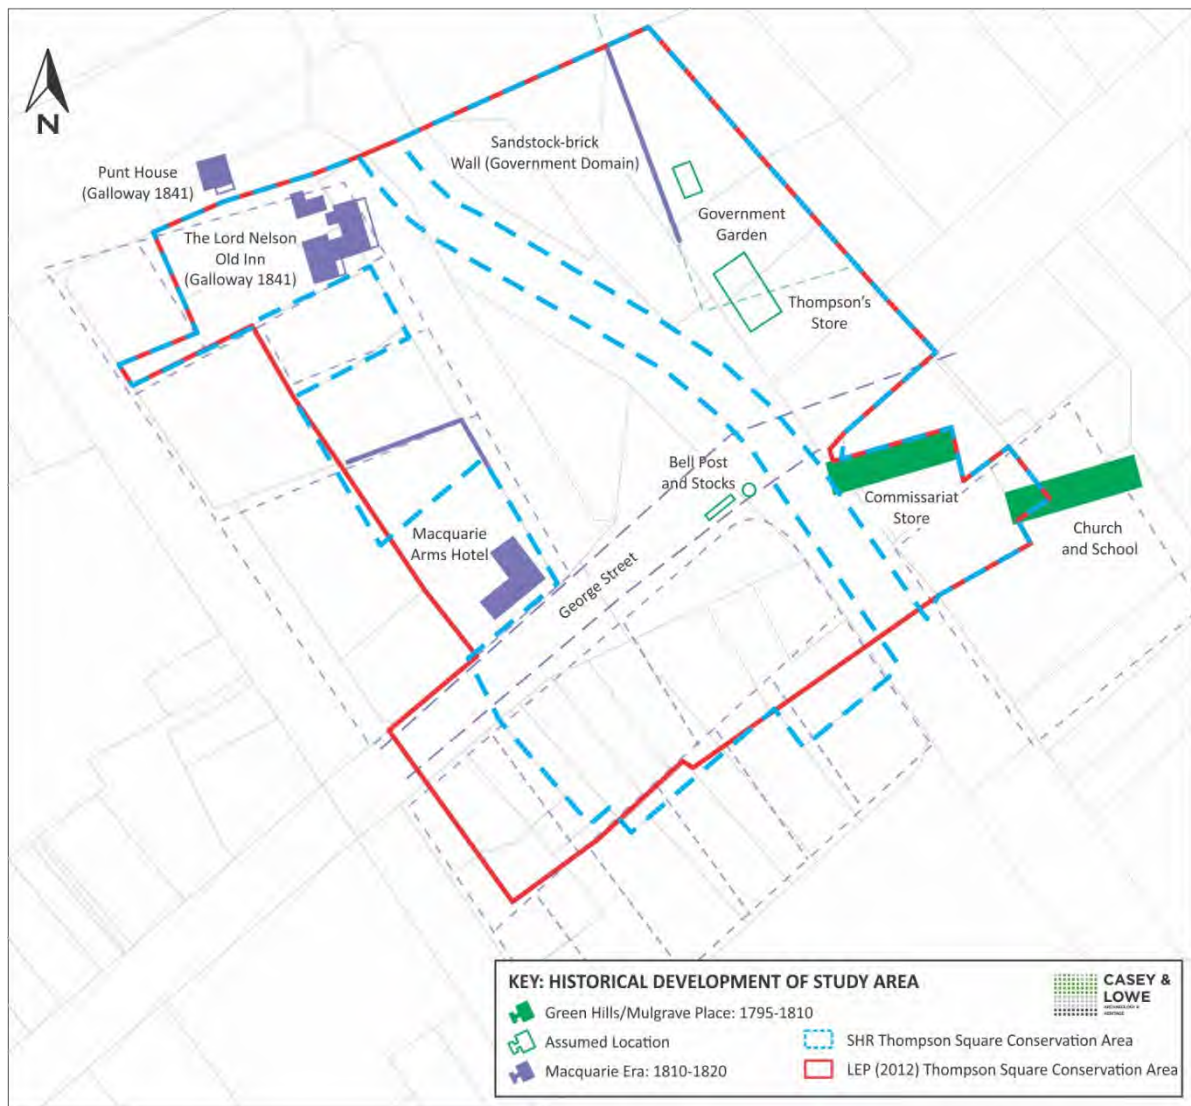 N
Punt House
(Galloway 1841)
Sandstock-brick
Wall (Government Domain)
The Lord Nelson
Old Inn
(Galloway 1841)
Government
Garden
Thompson's
Store
Bell Post
and Stocks
Commissariat
Store
Church
and School
Macquarie
Arms Hotel
George Street
KEY: HISTORICAL DEVELOPMENT OF STUDY AREA
Green Hills/Mulgrave Place: 1795-1810
Assumed Location
Macquarie Era: 1810-1820
SHR Thompson Square Conservation Area
LEP (2012) Thompson Square Conservation Area
CASEY &
LOWE
ARCHAEOLOGY &
HERITAGE